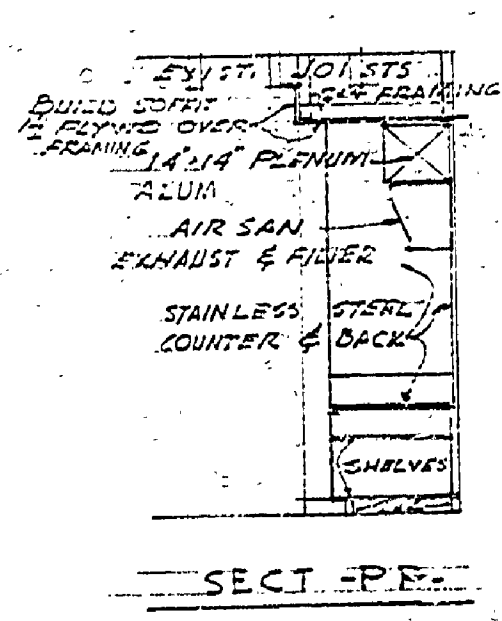 EXIST. JOISTS
2x4 FRAMING
BUILD SOFFIT
1/2 PLYWD OVER
FRAMING
14"x14" PLENUM
ALUM
AIR SAN
EXHAUST & FILTER
STAINLESS STEEL
COUNTER & BACK
SHELVES
SECT -